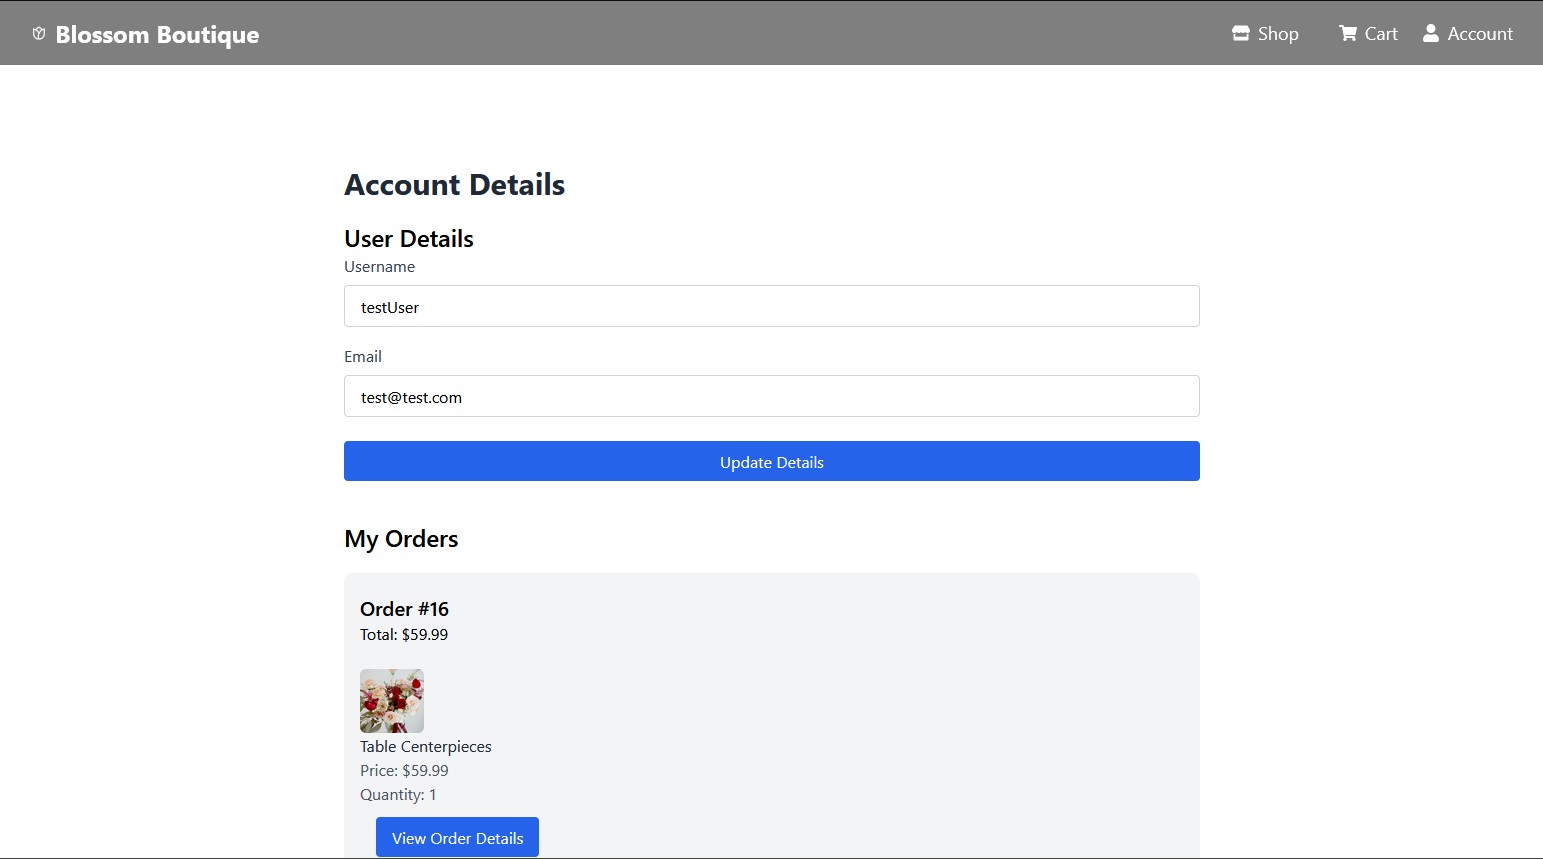 Blossom Boutique
Shop
Cart
Account
Account Details
User Details
Username
testUser
Email
test@test.com
Update Details
My Orders
Order #16
Total: $59.99
Table Centerpieces
Price: $59.99
Quantity: 1
View Order Details